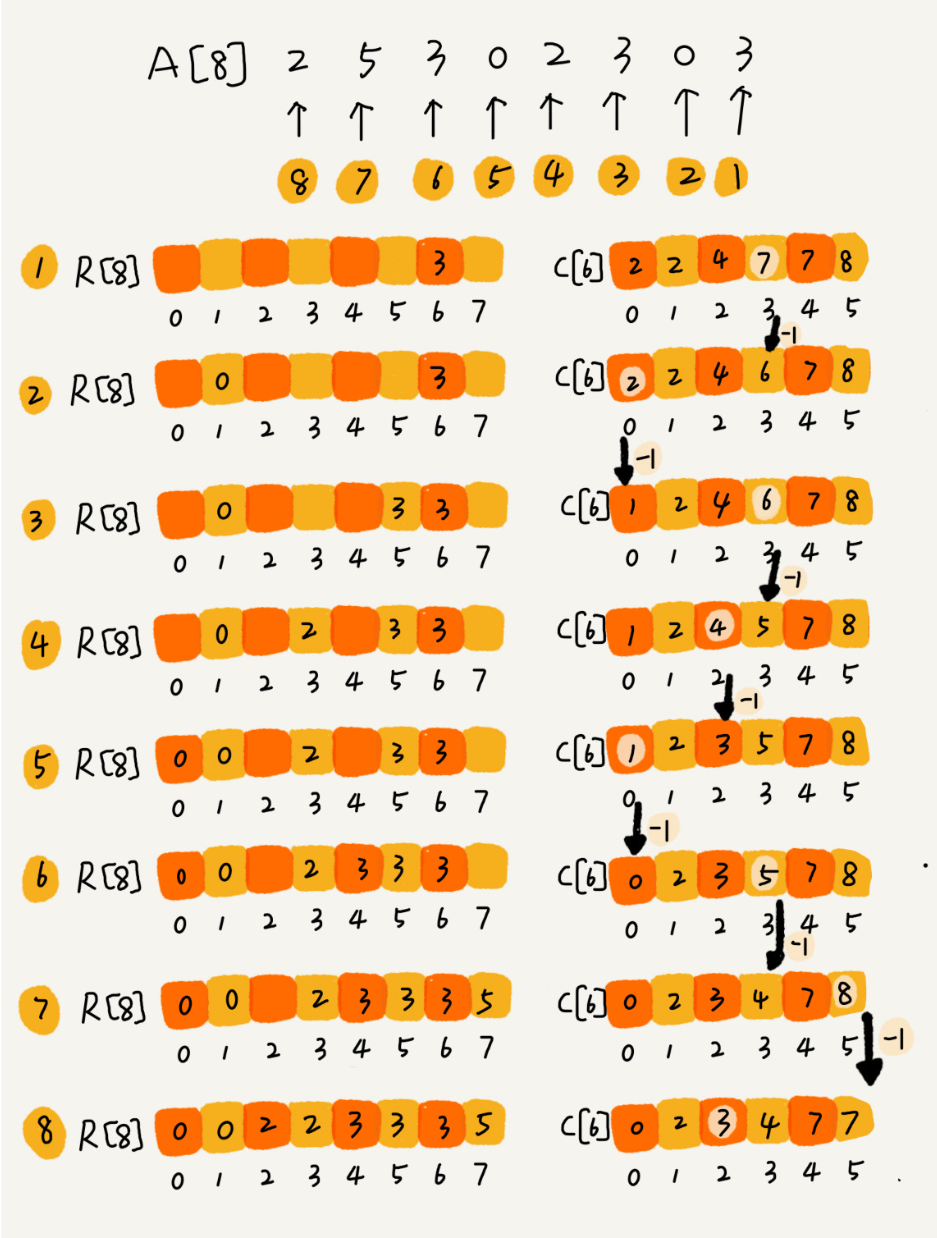 A[8] 2 5 3 0 2 3 0 3
8 7 6 5 4 3 2 1
1 R[8] 3 C[6] 2 2 4 7 7 8
0 1 2 3 4 5 6 7 0 1 2 3 4 5
-1
2 R[8] 0 3 C[6] 2 2 4 6 7 8
0 1 2 3 4 5 6 7 0 1 2 3 4 5
-1
3 R[8] 0 3 3 C[6] 1 2 4 6 7 8
0 1 2 3 4 5 6 7 0 1 2 3 4 5
-1
4 R[8] 0 2 3 3 C[6] 1 2 4 5 7 8
0 1 2 3 4 5 6 7 0 1 2 3 4 5
-1
5 R[8] 0 0 2 3 3 C[6] 1 2 3 5 7 8
0 1 2 3 4 5 6 7 0 1 2 3 4 5
-1
6 R[8] 0 0 2 3 3 3 C[6] 0 2 3 5 7 8
0 1 2 3 4 5 6 7 0 1 2 3 4 5
-1
7 R[8] 0 0 2 3 3 3 5 C[6] 0 2 3 4 7 8
0 1 2 3 4 5 6 7 0 1 2 3 4 5
-1
8 R[8] 0 0 2 2 3 3 3 5 C[6] 0 2 3 4 7 7
0 1 2 3 4 5 6 7 0 1 2 3 4 5